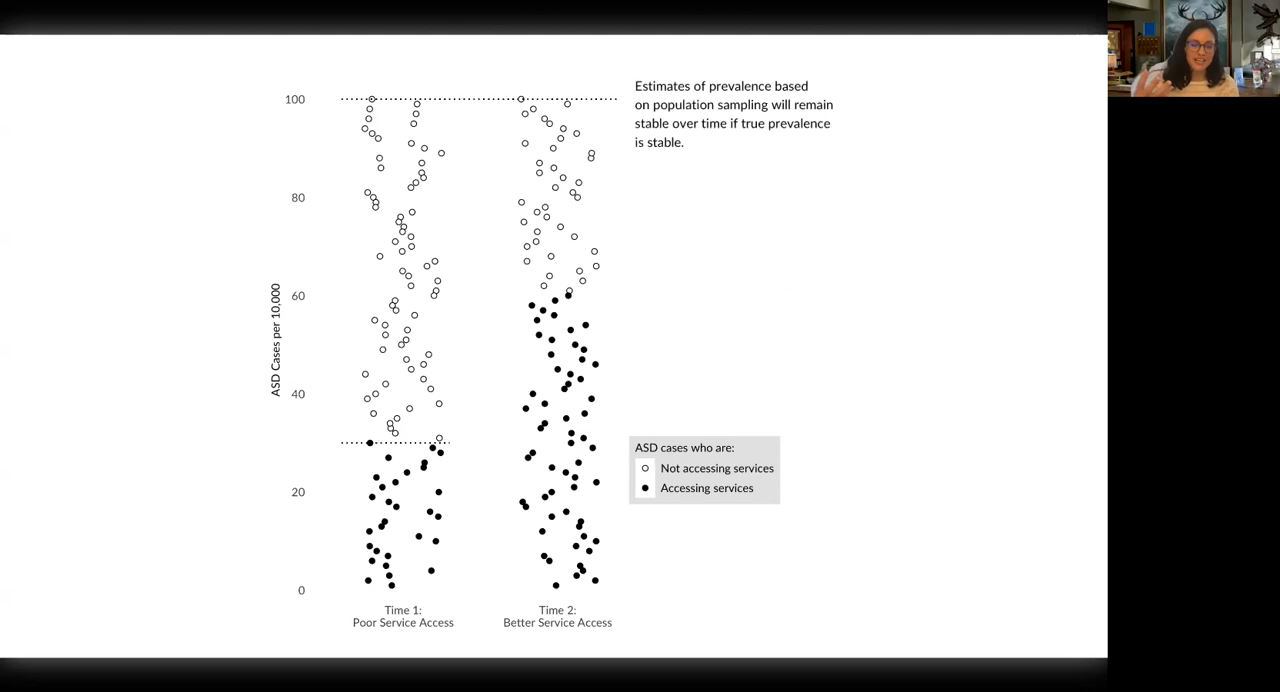 Estimates of prevalence based
on population sampling will remain
stable over time if true prevalence
is stable.
100
80
60
40
20
0
ASD Cases per 10,000
ASD cases who are:
Not accessing services
Accessing services
Time 1:
Poor Service Access
Time 2:
Better Service Access